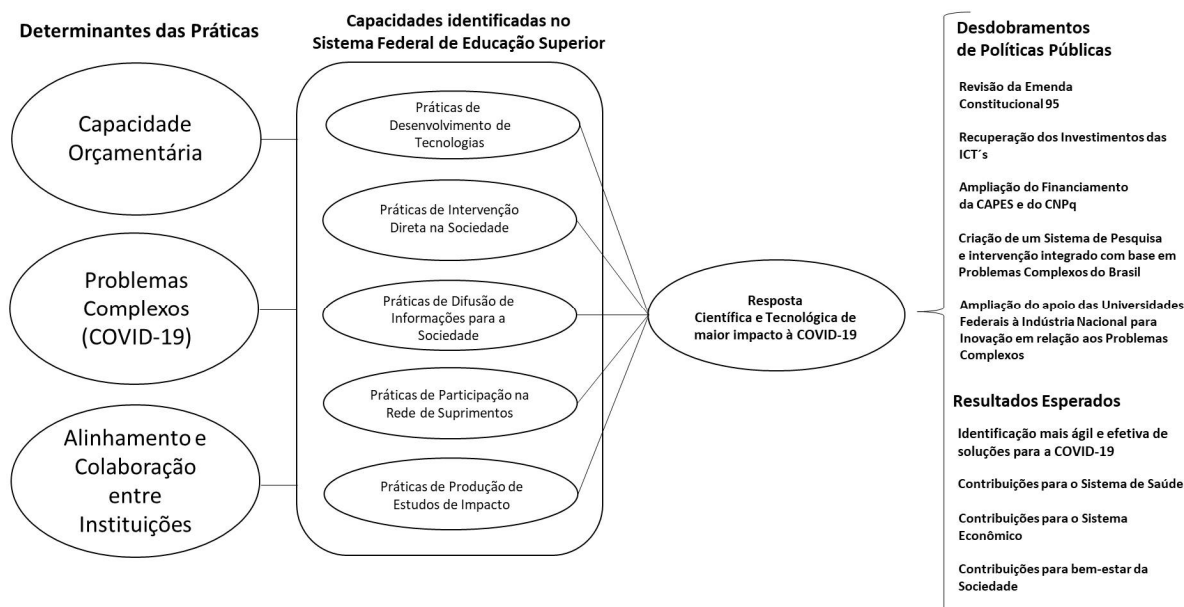 Determinantes das Práticas
Capacidade
Orçamentária
Problemas
Complexos
(COVID-19)
Alinhamento e
Colaboração
entre
Instituições
Capacidades identificadas no
Sistema Federal de Educação Superior
Práticas de
Desenvolvimento de
Tecnologias
Práticas de Intervenção
Direta na Sociedade
Práticas de Difusão de
Informações para a
Sociedade
Práticas de Participação na
Rede de Suprimentos
Práticas de Produção de
Estudos de Impacto
Resposta
Científica e Tecnológica de
maior impacto à COVID-19
Desdobramentos
de Políticas Públicas
Revisão da Emenda
Constitucional 95
Recuperação dos Investimentos das
ICT´s
Ampliação do Financiamento
da CAPES e do CNPq
Criação de um Sistema de Pesquisa
e intervenção integrado com base em
Problemas Complexos do Brasil
Ampliação do apoio das Universidades
Federais à Indústria Nacional para
Inovação em relação aos Problemas
Complexos
Resultados Esperados
Identificação mais ágil e efetiva de
soluções para a COVID-19
Contribuições para o Sistema de Saúde
Contribuições para o Sistema
Econômico
Contribuições para bem-estar da
Sociedade